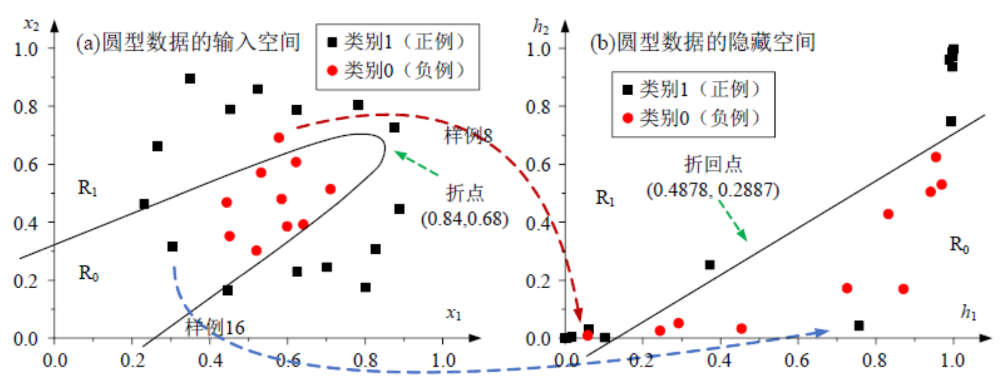 x₂
(a)圆型数据的输入空间
类别1（正例）
类别0（负例）
1.0
0.8
0.6
0.4
0.2
0.0
样例8
R₁
折点
(0.84,0.68)
R₀
x₁
样例16
0.0
0.2
0.4
0.6
0.8
1.0
h₂
(b)圆型数据的隐藏空间
1.0
类别1（正例）
类别0（负例）
0.8
0.6
0.4
0.2
0.0
折回点
(0.4878, 0.2887)
R₁
R₀
h₁
0.0
0.2
0.4
0.6
0.8
1.0